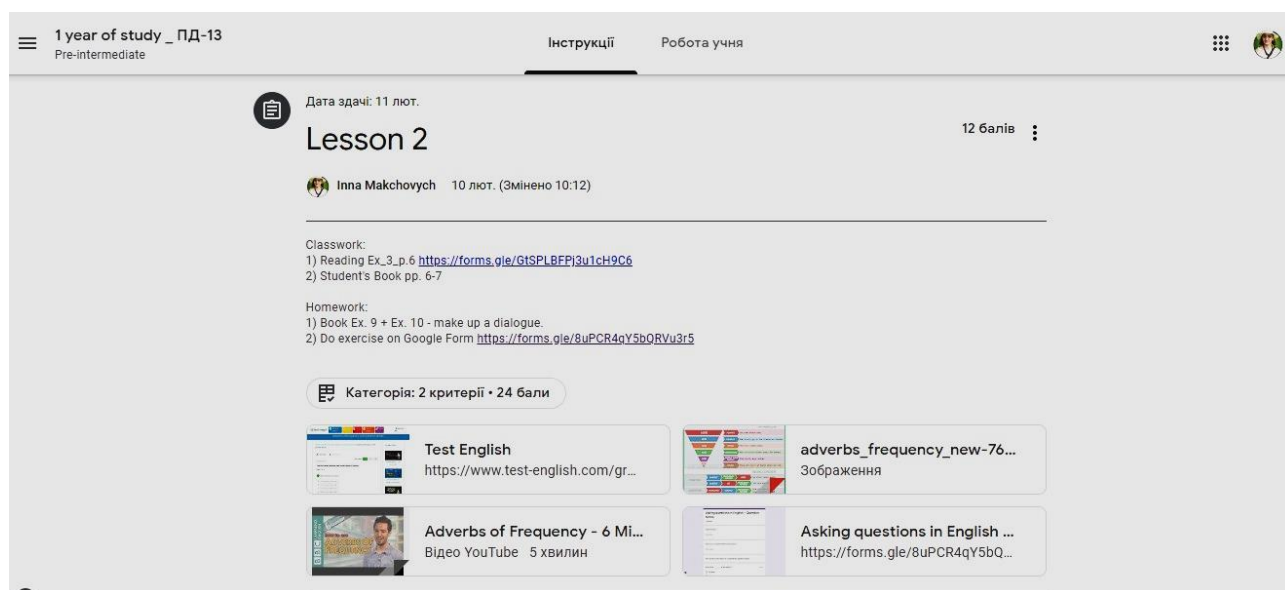 1 year of study _ ПД-13
Pre-intermediate
Інструкції
Робота учня
Дата здачі: 11 лют.
Lesson 2
12 балів
Inna Makchovych 10 лют. (Змінено 10:12)
Classwork:
1) Reading Ex_3_p.6 https://forms.gle/GtSPLBFPj3u1cH9C6
2) Student's Book pp. 6-7
Homework:
1) Book Ex. 9 + Ex. 10 - make up a dialogue.
2) Do exercise on Google Form https://forms.gle/8uPCR4qY5bQRVu3r5
Категорія: 2 критерії • 24 бали
Test English
https://www.test-english.com/gr...
adverbs_frequency_new-76...
Зображення
Adverbs of Frequency - 6 Mi...
Відео YouTube 5 хвилин
Asking questions in English ...
https://forms.gle/8uPCR4qY5bQ...